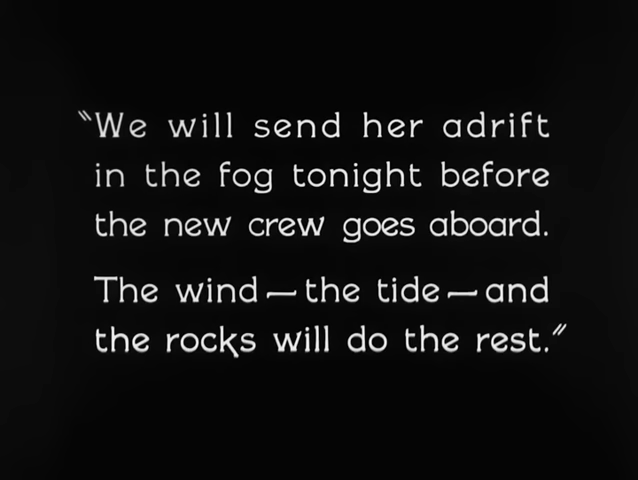 "We will send her adrift
in the fog tonight before
the new crew goes aboard.
The wind — the tide — and
the rocks will do the rest."